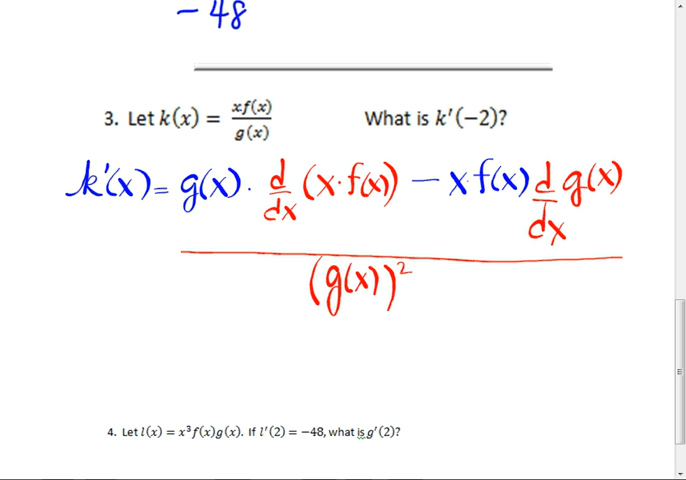 - 48
3. Let k(x) = xf(x)/g(x) What is k′(−2)?
k'(x) = g(x) · d/dx (x·f(x)) − x·f(x) d/dx g(x)
(g(x))²
4. Let l(x) = x³f(x)g(x). If l′(2) = −48, what is g′(2)?